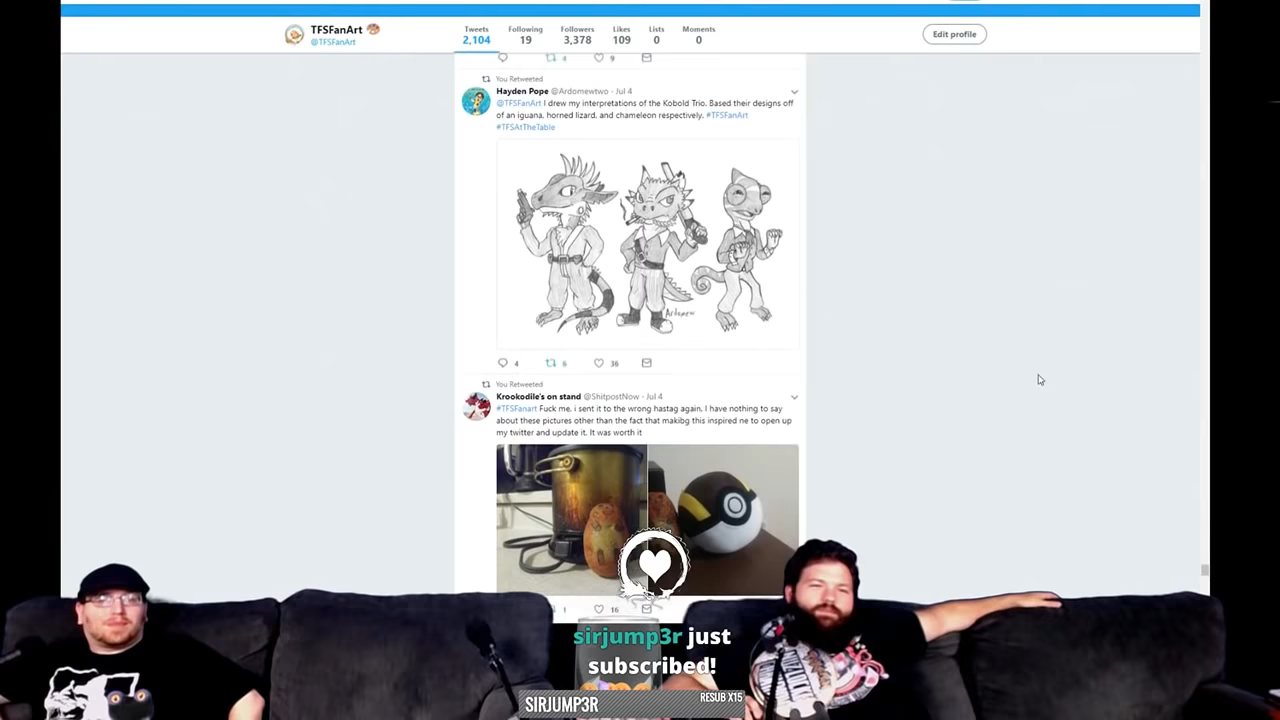 TFSFanArt
@TFSFanArt
Tweets
2,104
Following
19
Followers
3,378
Likes
109
Lists
0
Moments
0
Edit profile
4
9
You Retweeted
Hayden Pope @Ardomewtwo · Jul 4
@TFSFanArt I drew my interpretations of the Kobold Trio. Based their designs off
of an iguana, horned lizard, and chameleon respectively. #TFSFanArt
#TFSAtTheTable
4
6
36
You Retweeted
Krookodile's on stand @ShitpostNow · Jul 4
#TFSFanart Fuck me, i sent it to the wrong hastag again, I have nothing to say
about these pictures other than the fact that makibg this inspired ne to open up
my twitter and update it. It was worth it
1
16
sirjump3r just
subscribed!
SIRJUMP3R
RESUB X15